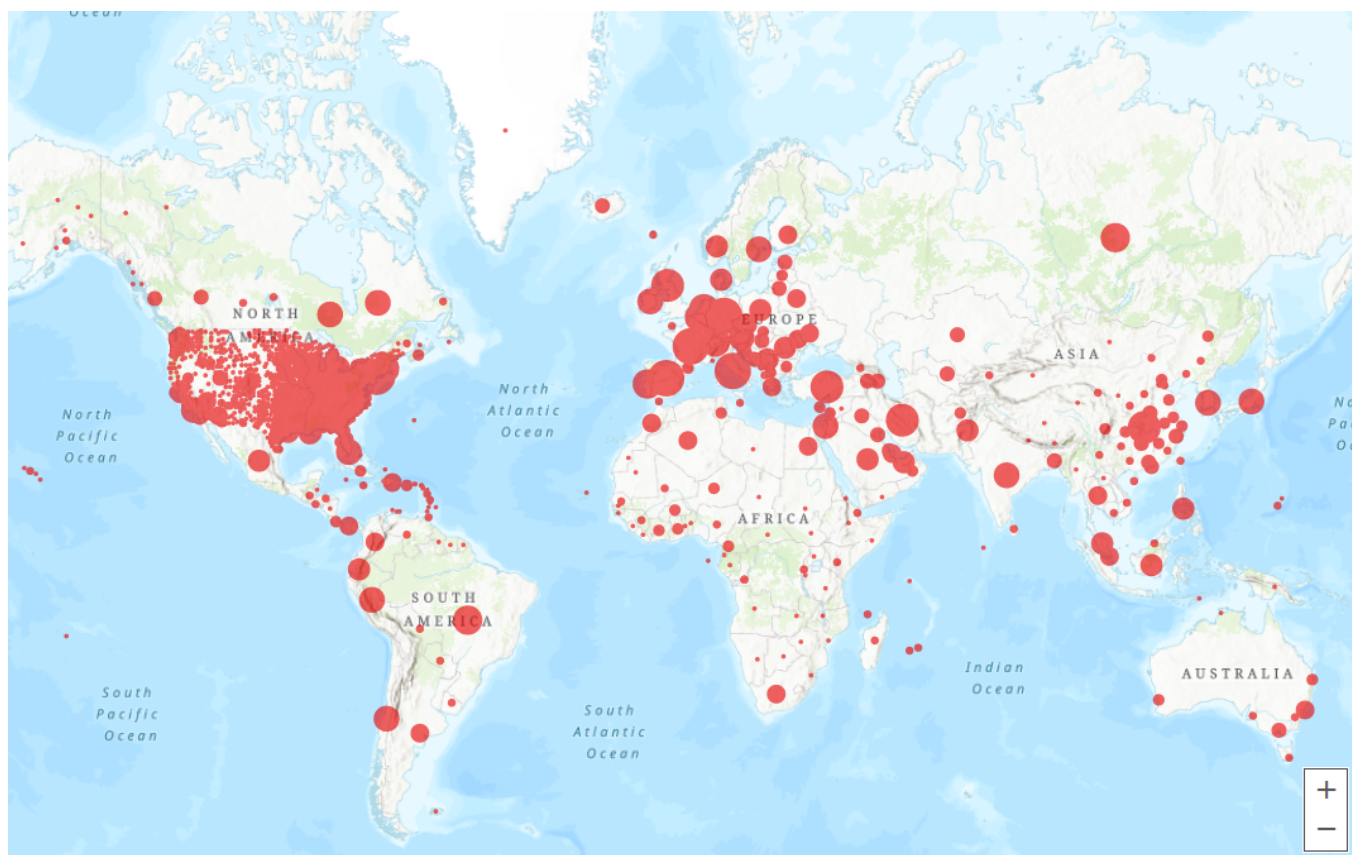 Ocean
NORTH
AMERICA
EUROPE
ASIA
North
Atlantic
Ocean
North
Pacific
Ocean
AFRICA
SOUTH
AMERICA
AUSTRALIA
Indian
Ocean
South
Pacific
Ocean
South
Atlantic
Ocean
+
−